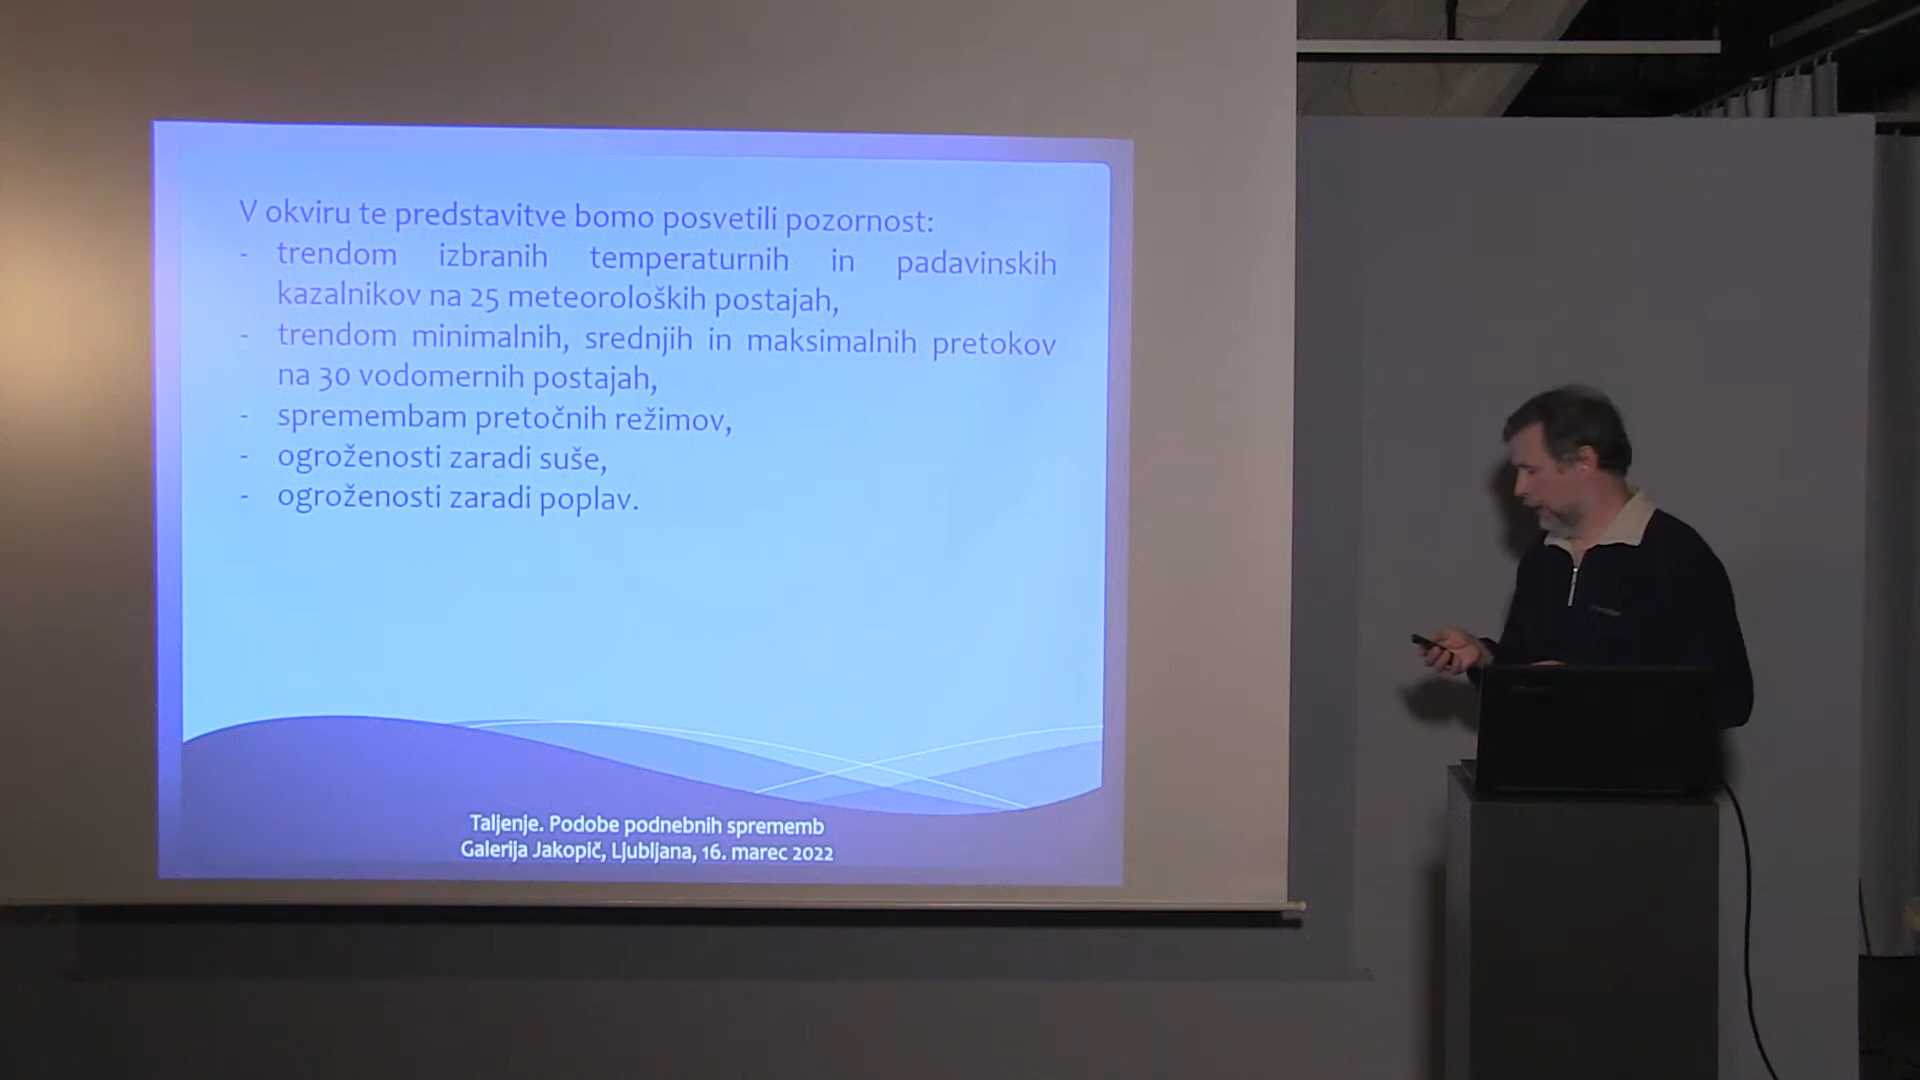 V okviru te predstavitve bomo posvetili pozornost:
- trendom izbranih temperaturnih in padavinskih
kazalnikov na 25 meteoroloških postajah,
- trendom minimalnih, srednjih in maksimalnih pretokov
na 30 vodomernih postajah,
- spremembam pretočnih režimov,
- ogroženosti zaradi suše,
- ogroženosti zaradi poplav.
Taljenje. Podobe podnebnih sprememb
Galerija Jakopič, Ljubljana, 16. marec 2022